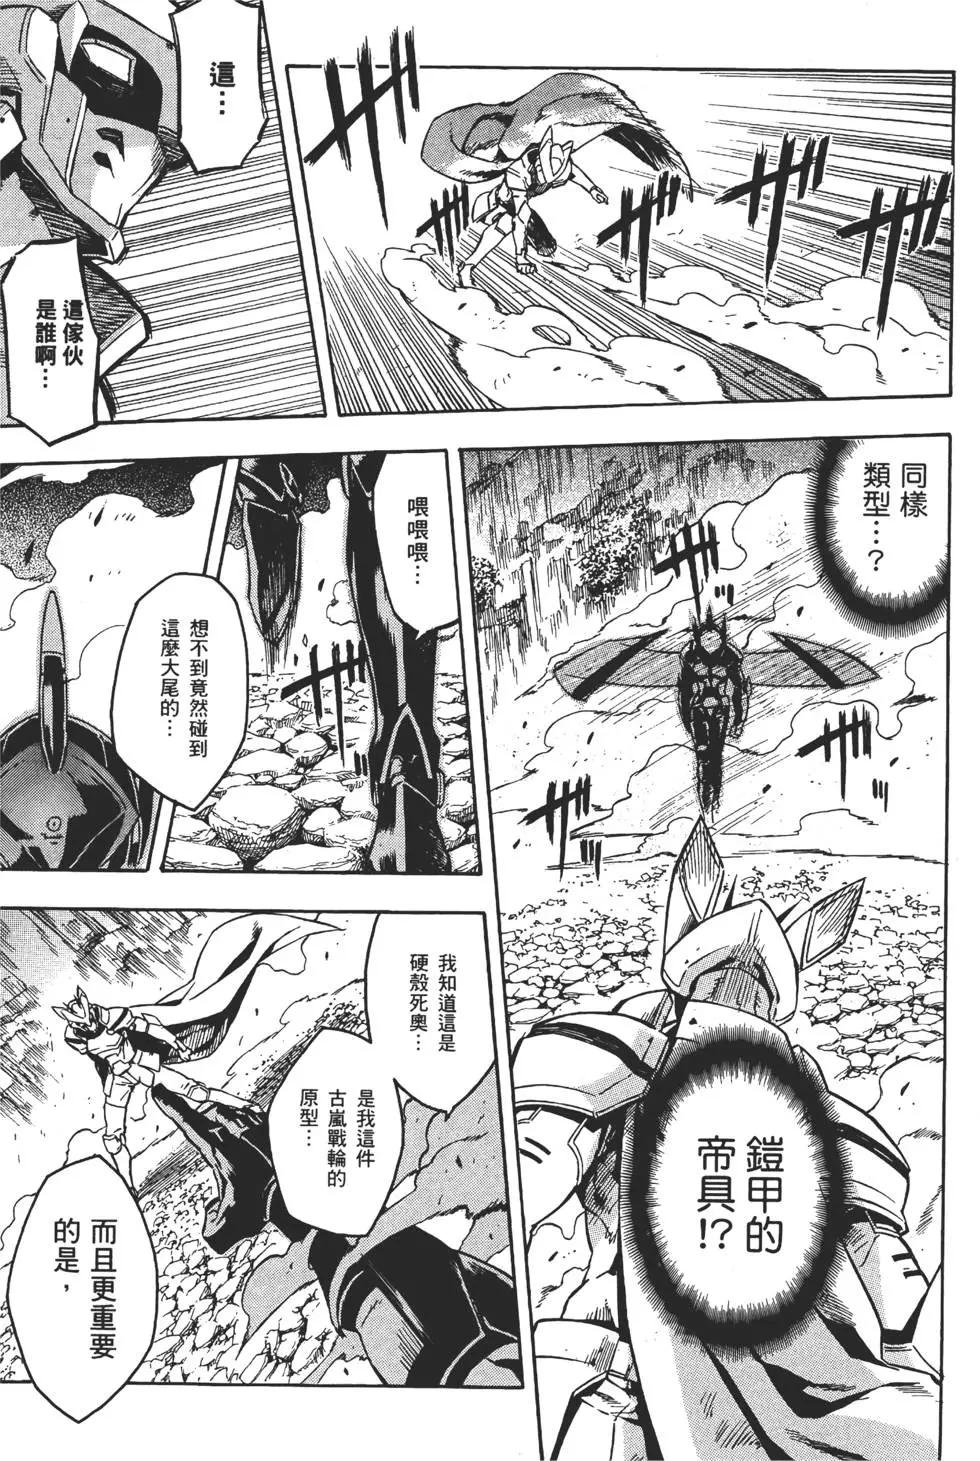 這…
這傢伙
是誰啊…
同樣
類型…?
鎧甲的
帝具!?
喂喂喂…
想不到竟然碰到
這麼大尾的…
我知道這是
硬殼死奧…
是我這件
古嵐戰輪的
原型…
而且更重要
的是，